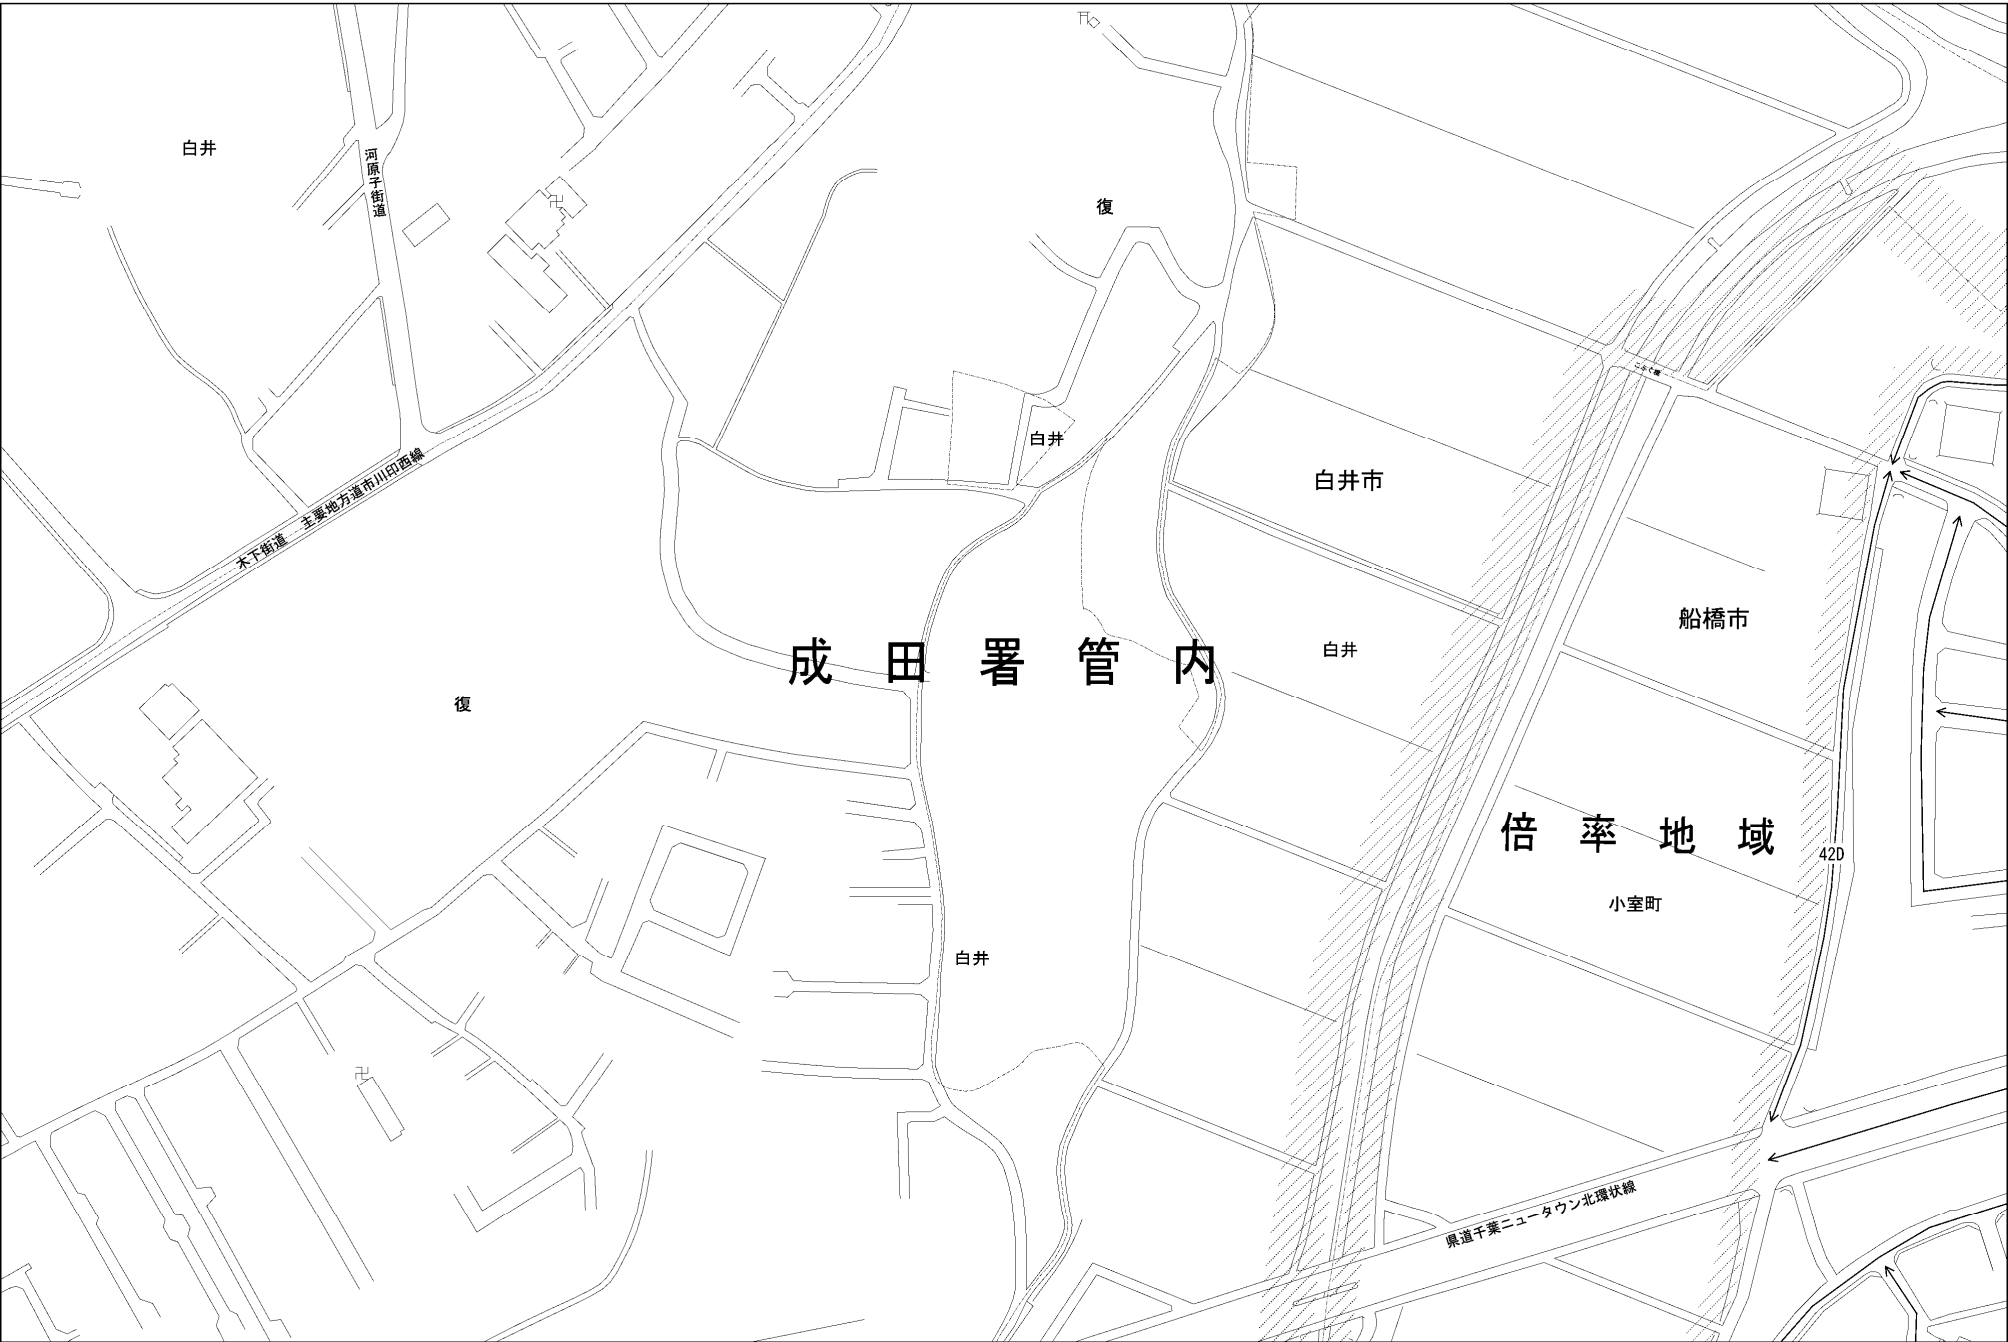 白井
河原子街道
復
白井
白井市
主要地方道市川印西線
木下街道
船橋市
成田署管内
白井
復
倍率地域
42D
小室町
白井
県道千葉ニュータウン北環状線